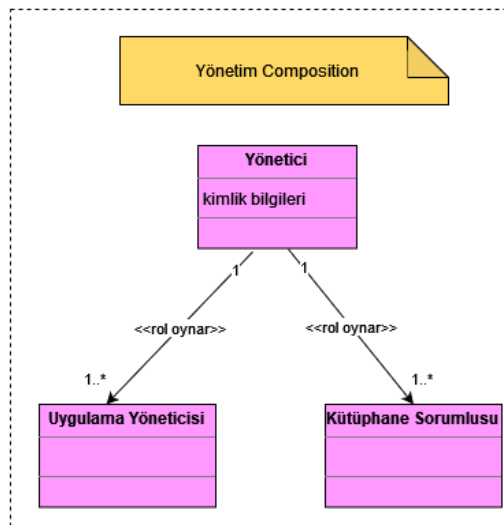 Yönetim Composition
Yönetici
kimlik bilgileri
1 1
<<rol oynar>> <<rol oynar>>
1..* 1..*
Uygulama Yöneticisi Kütüphane Sorumlusu